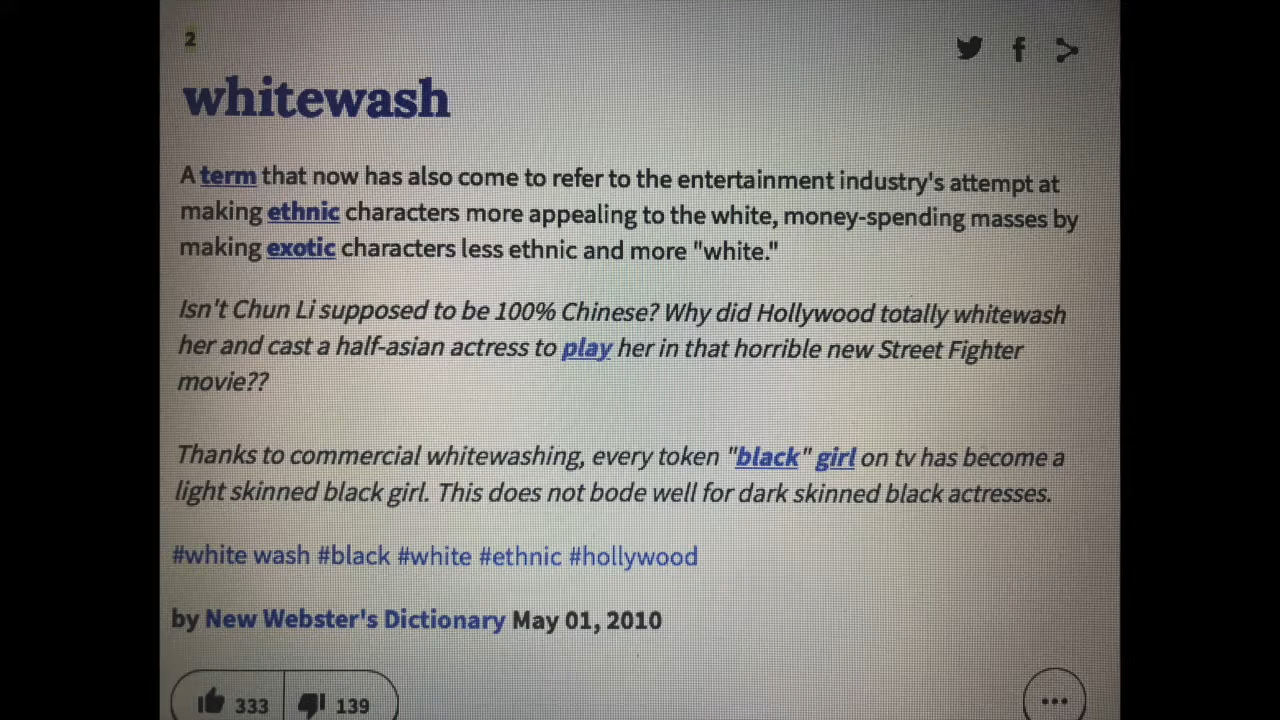 2
whitewash
A term that now has also come to refer to the entertainment industry's attempt at
making ethnic characters more appealing to the white, money-spending masses by
making exotic characters less ethnic and more "white."
Isn't Chun Li supposed to be 100% Chinese? Why did Hollywood totally whitewash
her and cast a half-asian actress to play her in that horrible new Street Fighter
movie??
Thanks to commercial whitewashing, every token "black" girl on tv has become a
light skinned black girl. This does not bode well for dark skinned black actresses.
#white wash #black #white #ethnic #hollywood
by New Webster's Dictionary May 01, 2010
333 139